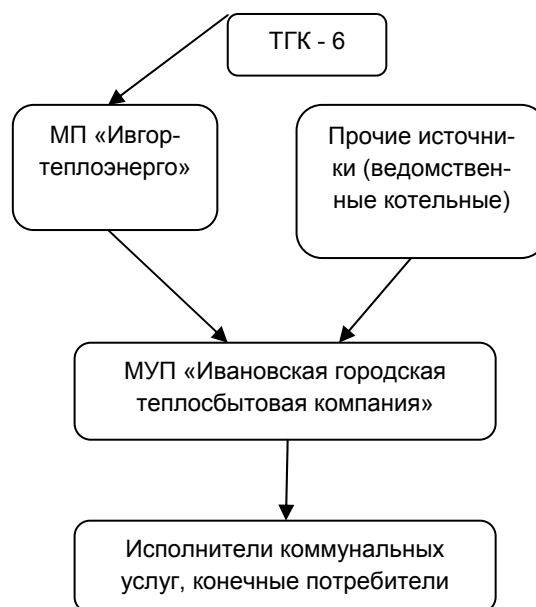 ТГК - 6
МП «Ивгор-
теплоэнерго»
Прочие источни-
ки (ведомствен-
ные котельные)
МУП «Ивановская городская
теплосбытовая компания»
Исполнители коммунальных
услуг, конечные потребители